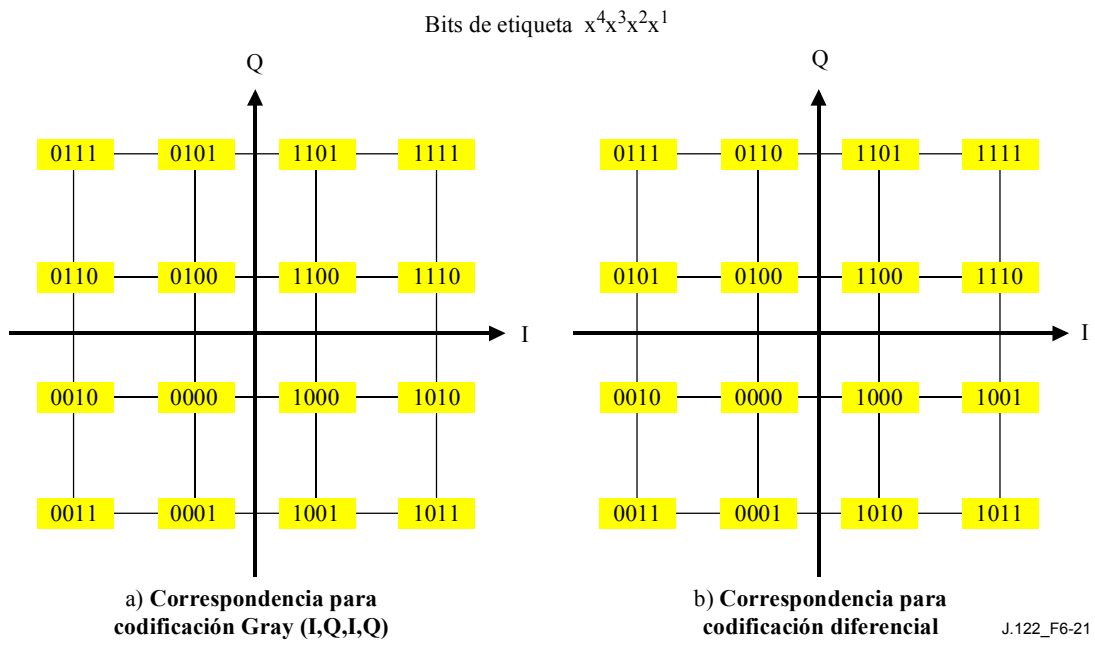 Bits de etiqueta x⁴x³x²x¹
Q
0111 0101 1101 1111
0110 0100 1100 1110
I
0010 0000 1000 1010
0011 0001 1001 1011
a) Correspondencia para
codificación Gray (I,Q,I,Q)
Q
0111 0110 1101 1111
0101 0100 1100 1110
I
0010 0000 1000 1001
0011 0001 1010 1011
b) Correspondencia para
codificación diferencial
J.122_F6-21